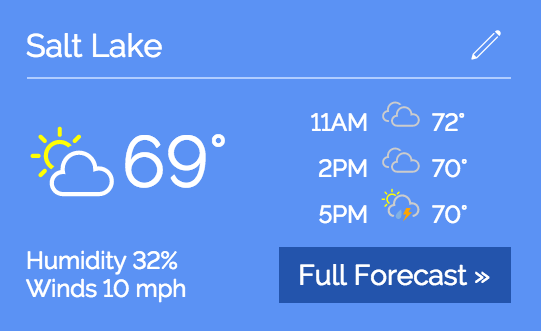 Salt Lake
69°
11AM 72°
2PM 70°
5PM 70°
Humidity 32%
Winds 10 mph
Full Forecast »